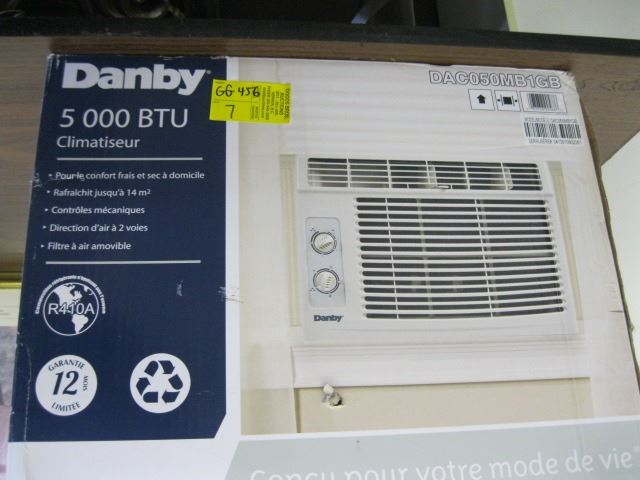 Danby
5 000 BTU
Climatiseur
• Pour le confort frais et sec à domicile
• Rafraîchit jusqu'à 14 m²
• Contrôles mécaniques
• Direction d'air à 2 voies
• Filtre à air amovible
R410A
GARANTIE
12 MOIS
LIMITÉE
GG-456
7
DAC050MB1GB
Danby
Conçu pour votre mode de vie